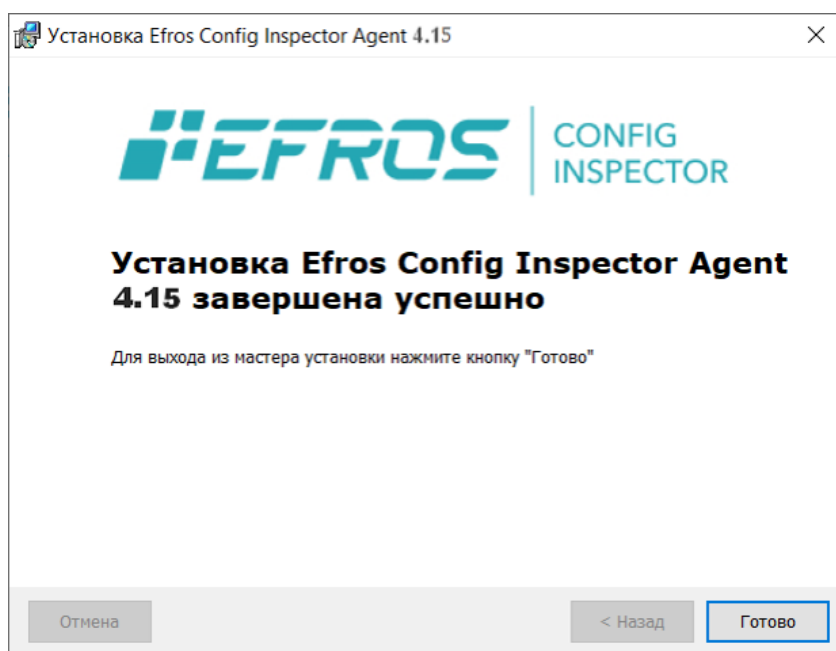 Установка Efros Config Inspector Agent 4.15
EFROS
CONFIG
INSPECTOR
Установка Efros Config Inspector Agent
4.15 завершена успешно
Для выхода из мастера установки нажмите кнопку "Готово"
Отмена
< Назад
Готово